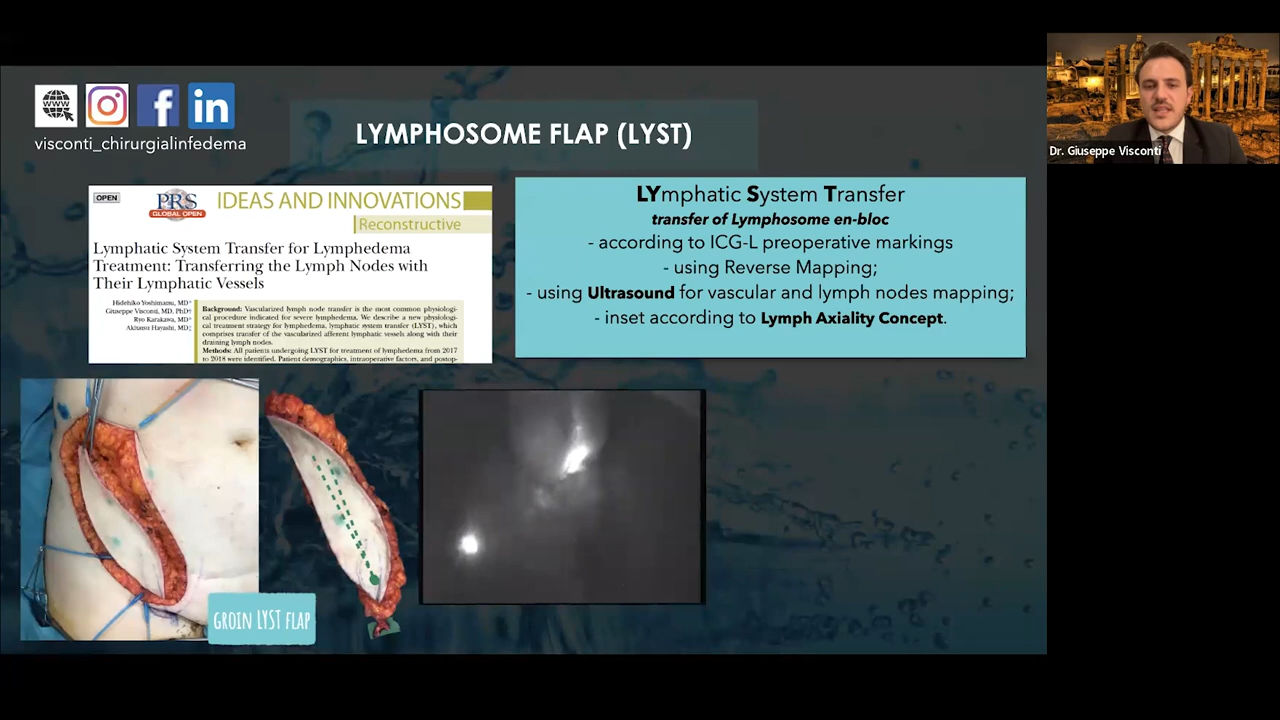 WWW
f
in
visconti_chirurgialinfedema
LYMPHOSOME FLAP (LYST)
OPEN
PRS
GLOBAL OPEN
IDEAS AND INNOVATIONS
Reconstructive
Lymphatic System Transfer for Lymphedema
Treatment: Transferring the Lymph Nodes with
Their Lymphatic Vessels
Hidehiko Yoshimatsu, MD*
Giuseppe Visconti, MD, PhD†
Ryo Karakawa, MD*
Akitatsu Hayashi, MD‡
Background: Vascularized lymph node transfer is the most common physiologi-
cal procedure indicated for severe lymphedema. We describe a new physiologi-
cal treatment strategy for lymphedema, lymphatic system transfer (LYST), which
comprises transfer of the vascularized afferent lymphatic vessels along with their
draining lymph nodes.
Methods: All patients undergoing LYST for treatment of lymphedema from 2017
to 2018 were identified. Patient demographics, intraoperative factors, and postop-
LYmphatic System Transfer
transfer of Lymphosome en-bloc
- according to ICG-L preoperative markings
- using Reverse Mapping;
- using Ultrasound for vascular and lymph nodes mapping;
- inset according to Lymph Axiality Concept.
GROIN LYST FLAP
Dr. Giuseppe Visconti